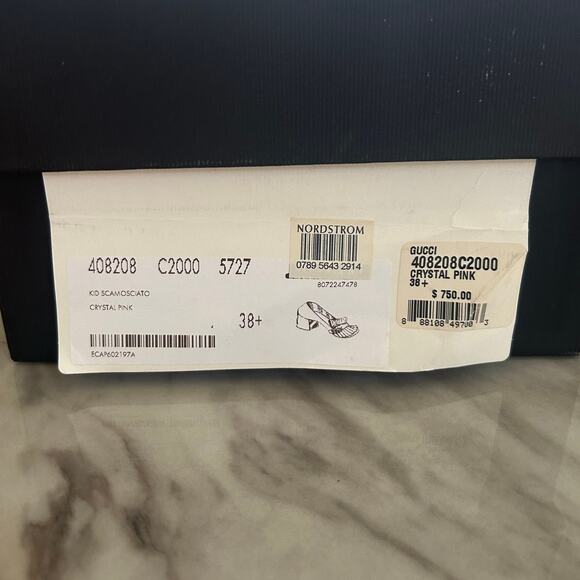 408208 C2000 5727
KID SCAMOSCIATO
CRYSTAL PINK
38+
ECAP602197A
NORDSTROM
0789 5643 2914
8072247478
GUCCI
408208C2000
CRYSTAL PINK
38+
$ 750.00
8 88108 49700 3